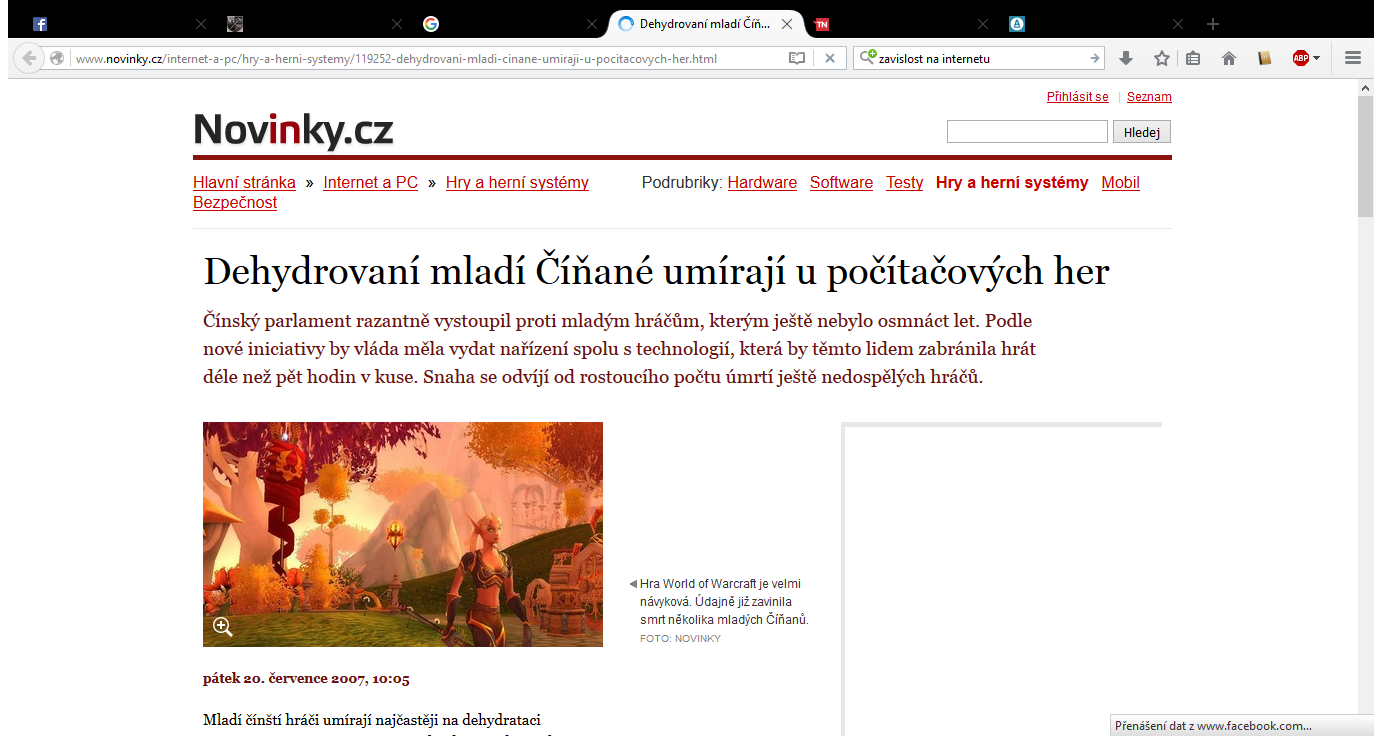 Dehydrovaní mladí Číň...
TN
www.novinky.cz/internet-a-pc/hry-a-herni-systemy/119252-dehydrovani-mladi-cinane-umiraji-u-pocitacovych-her.html
zavislost na internetu
ABP
Přihlásit se | Seznam
Novinky.cz
Hledej
Hlavní stránka » Internet a PC » Hry a herní systémy
Podrubriky: Hardware Software Testy Hry a herní systémy Mobil
Bezpečnost
Dehydrovaní mladí Číňané umírají u počítačových her
Čínský parlament razantně vystoupil proti mladým hráčům, kterým ještě nebylo osmnáct let. Podle
nové iniciativy by vláda měla vydat nařízení spolu s technologií, která by těmto lidem zabránila hrát
déle než pět hodin v kuse. Snaha se odvíjí od rostoucího počtu úmrtí ještě nedospělých hráčů.
Hra World of Warcraft je velmi
návyková. Údajně již zavinila
smrt několika mladých Číňanů.
FOTO: NOVINKY
pátek 20. července 2007, 10:05
Mladí čínští hráči umírají najčastěji na dehydrataci
Přenášení dat z www.facebook.com...